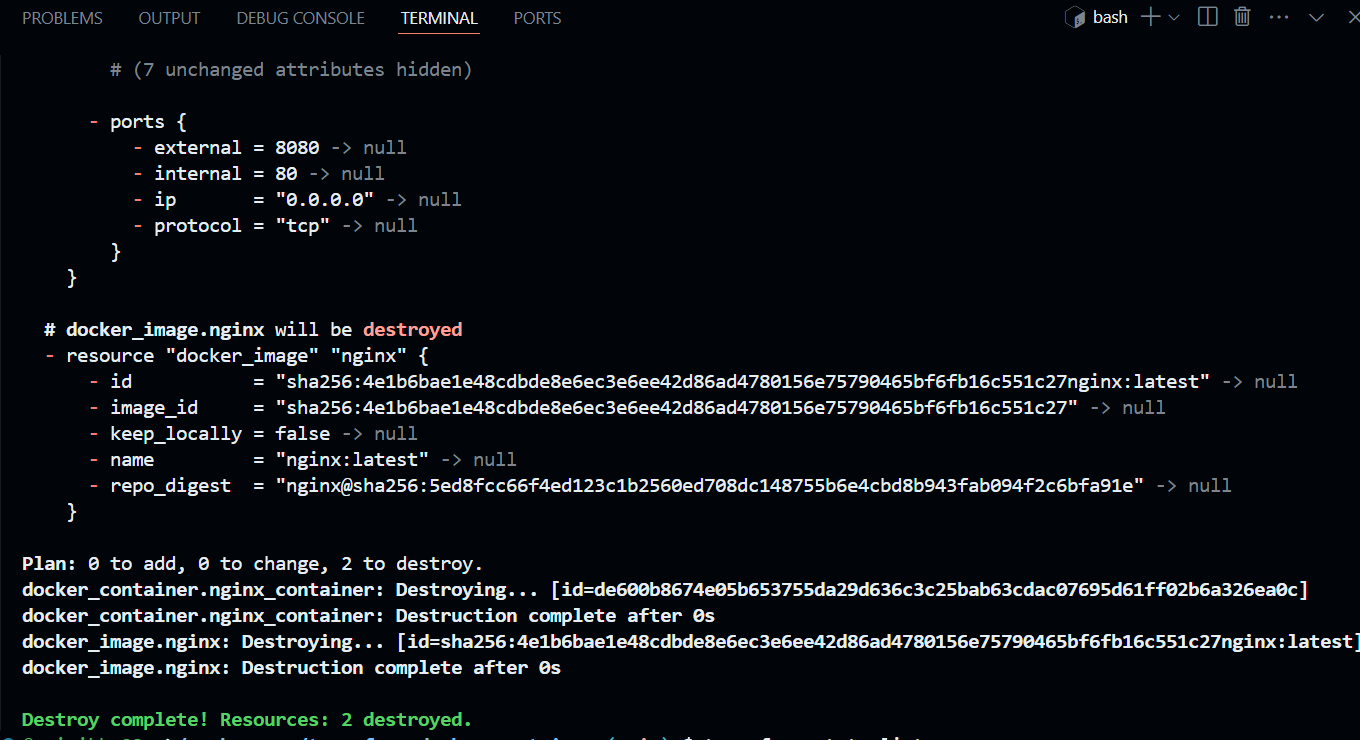 PROBLEMS OUTPUT DEBUG CONSOLE TERMINAL PORTS bash
# (7 unchanged attributes hidden)
- ports {
- external = 8080 -> null
- internal = 80 -> null
- ip = "0.0.0.0" -> null
- protocol = "tcp" -> null
}
}
# docker_image.nginx will be destroyed
- resource "docker_image" "nginx" {
- id = "sha256:4e1b6bae1e48cdbde8e6ec3e6ee42d86ad4780156e75790465bf6fb16c551c27nginx:latest" -> null
- image_id = "sha256:4e1b6bae1e48cdbde8e6ec3e6ee42d86ad4780156e75790465bf6fb16c551c27" -> null
- keep_locally = false -> null
- name = "nginx:latest" -> null
- repo_digest = "nginx@sha256:5ed8fcc66f4ed123c1b2560ed708dc148755b6e4cbd8b943fab094f2c6bfa91e" -> null
}
Plan: 0 to add, 0 to change, 2 to destroy.
docker_container.nginx_container: Destroying... [id=de600b8674e05b653755da29d636c3c25bab63cdac07695d61ff02b6a326ea0c]
docker_container.nginx_container: Destruction complete after 0s
docker_image.nginx: Destroying... [id=sha256:4e1b6bae1e48cdbde8e6ec3e6ee42d86ad4780156e75790465bf6fb16c551c27nginx:latest]
docker_image.nginx: Destruction complete after 0s
Destroy complete! Resources: 2 destroyed.